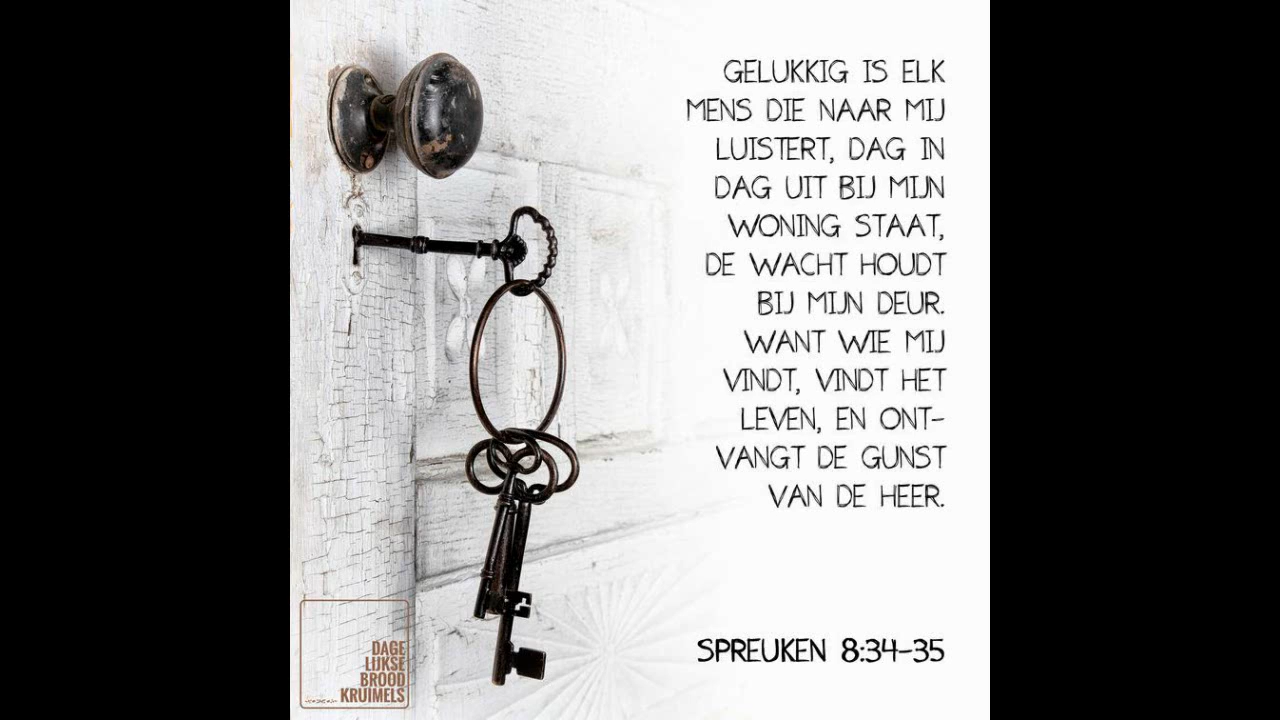 GELUKKIG IS ELK
MENS DIE NAAR MIJ
LUISTERT, DAG IN
DAG UIT BIJ MIJN
WONING STAAT,
DE WACHT HOUDT
BIJ MIJN DEUR.
WANT WIE MIJ
VINDT, VINDT HET
LEVEN, EN ONT-
VANGT DE GUNST
VAN DE HEER.
SPREUKEN 8:34-35
DAGE
LIJKSE
BROOD
KRUIMELS